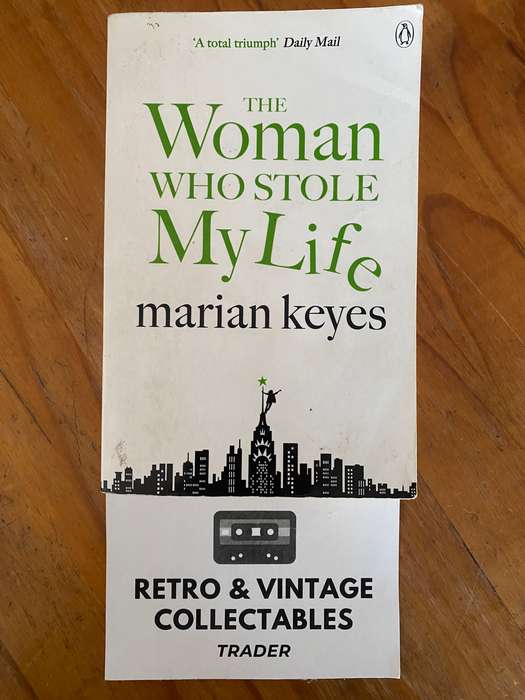 'A total triumph' Daily Mail
THE
Woman
WHO STOLE
My Life
marian keyes
RETRO & VINTAGE
COLLECTABLES
TRADER